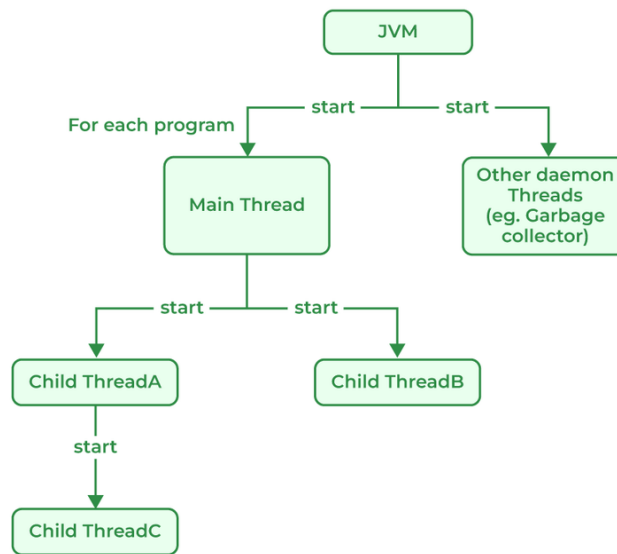 JVM
start
start
For each program
Main Thread
Other daemon
Threads
(eg. Garbage
collector)
start
start
Child ThreadA
Child ThreadB
start
Child ThreadC